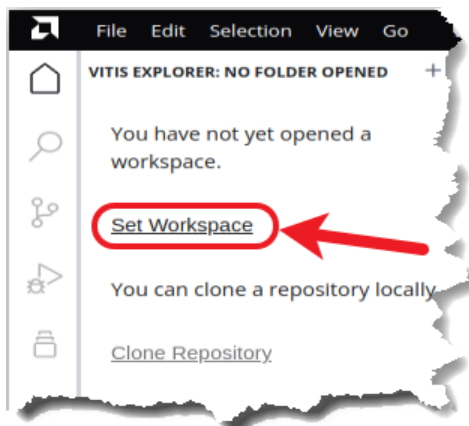 File Edit Selection View Go
VITIS EXPLORER: NO FOLDER OPENED +
You have not yet opened a
workspace.
Set Workspace
You can clone a repository locally
Clone Repository